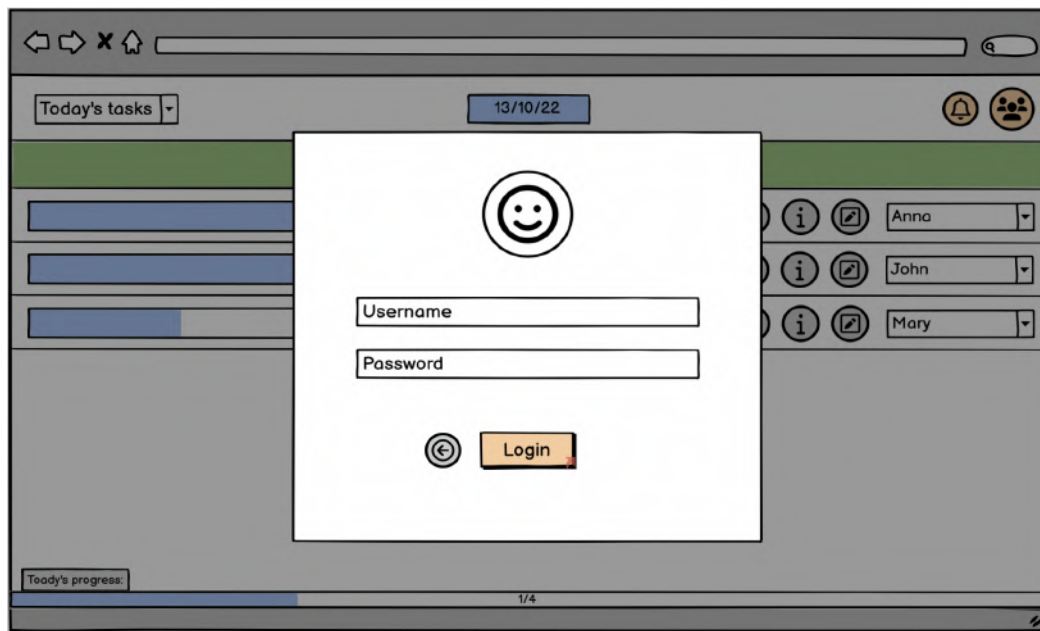 Today's tasks
13/10/22
Anna
John
Mary
Username
Password
Login
Toady's progress:
1/4